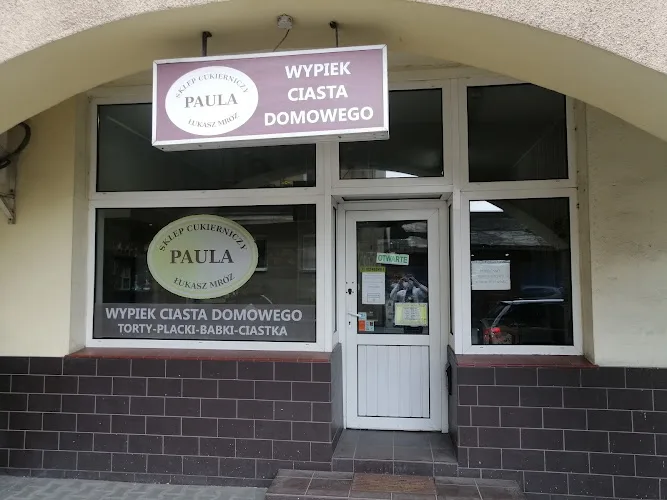 SKLEP CUKIERNICZY
PAULA
ŁUKASZ MRÓZ
WYPIEK
CIASTA
DOMOWEGO
SKLEP CUKIERNICZY
PAULA
ŁUKASZ MRÓZ
WYPIEK CIASTA DOMOWEGO
TORTY-PLACKI-BABKI-CIASTKA
OTWARTE